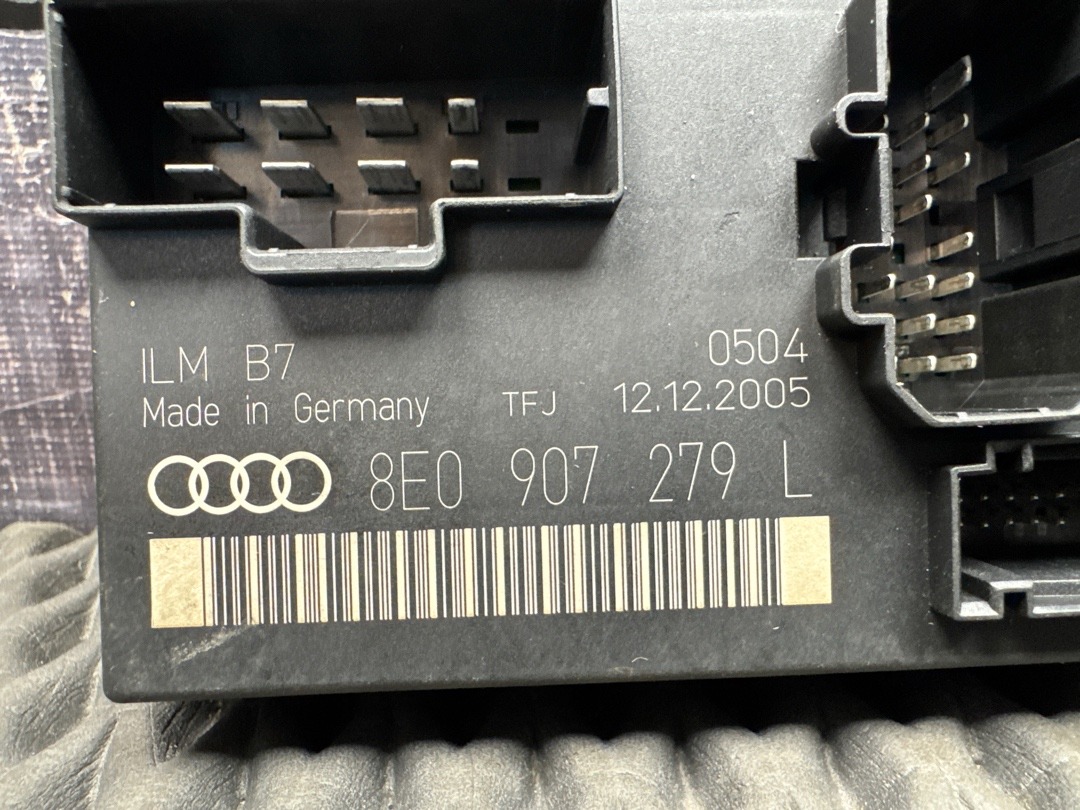 ILM B7 0504
Made in Germany TFJ 12.12.2005
8E0 907 279 L